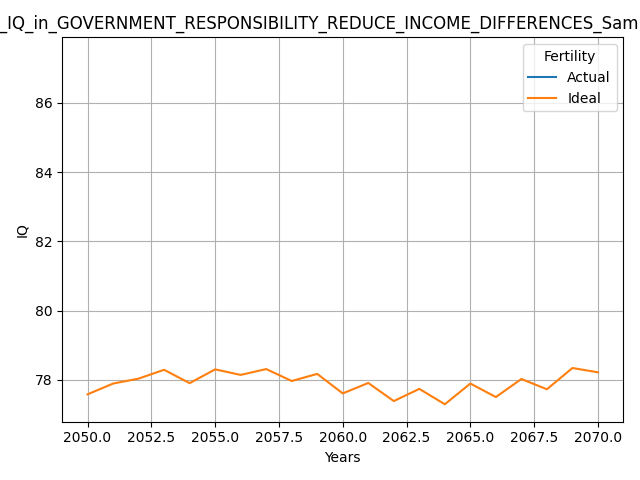 _IQ_in_GOVERNMENT_RESPONSIBILITY_REDUCE_INCOME_DIFFERENCES_Sam
Fertility
Actual
Ideal
86
84
82
80
78
IQ
2050.0 2052.5 2055.0 2057.5 2060.0 2062.5 2065.0 2067.5 2070.0
Years